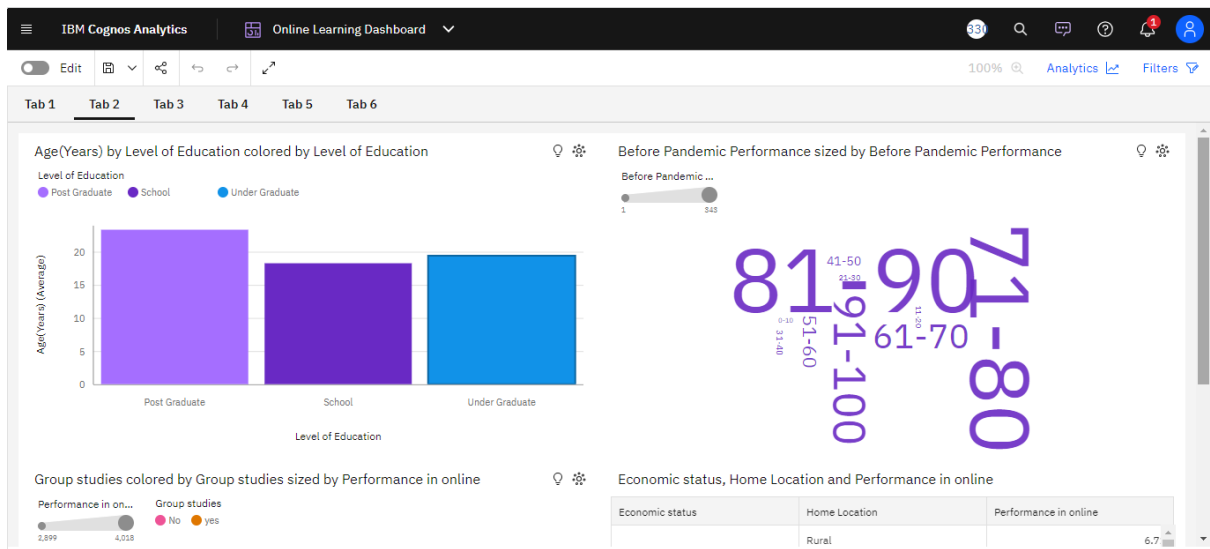 IBM Cognos Analytics
Online Learning Dashboard
330
1
Edit
100%
Analytics
Filters
Tab 1 Tab 2 Tab 3 Tab 4 Tab 5 Tab 6
Age(Years) by Level of Education colored by Level of Education
Level of Education
Post Graduate School Under Graduate
Age(Years) (Average)
20
15
10
5
0
Post Graduate School Under Graduate
Level of Education
Before Pandemic Performance sized by Before Pandemic Performance
Before Pandemic ...
1 343
81-90
71-80
91-100
61-70
51-60
41-50
21-30
31-40
11-20
0-10
Group studies colored by Group studies sized by Performance in online
Performance in on... Group studies
No yes
2,899 4,018
Economic status, Home Location and Performance in online
Economic status Home Location Performance in online
Rural 6.7